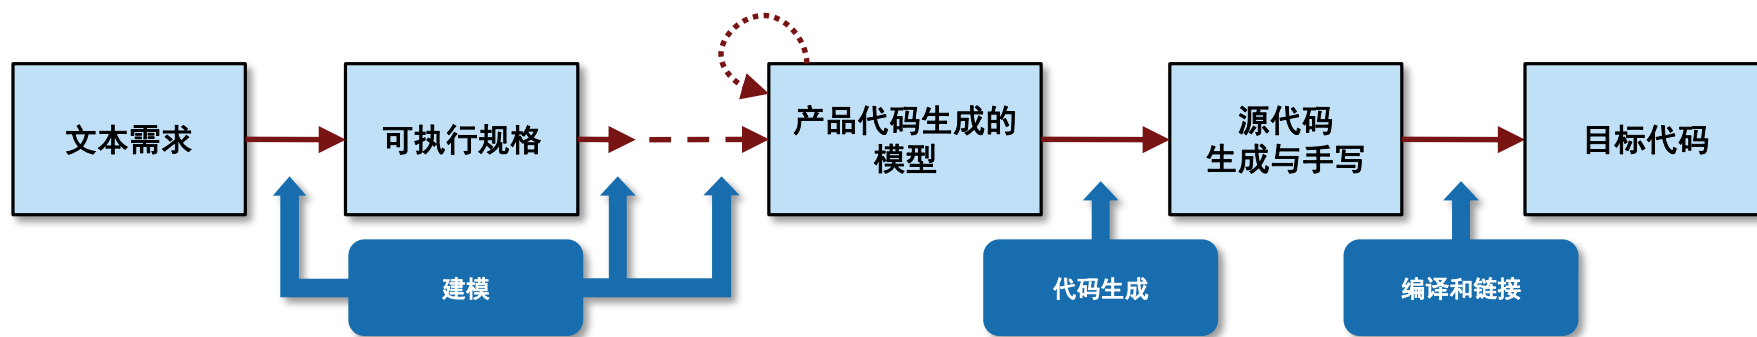 文本需求
可执行规格
产品代码生成的
模型
源代码
生成与手写
目标代码
建模
代码生成
编译和链接